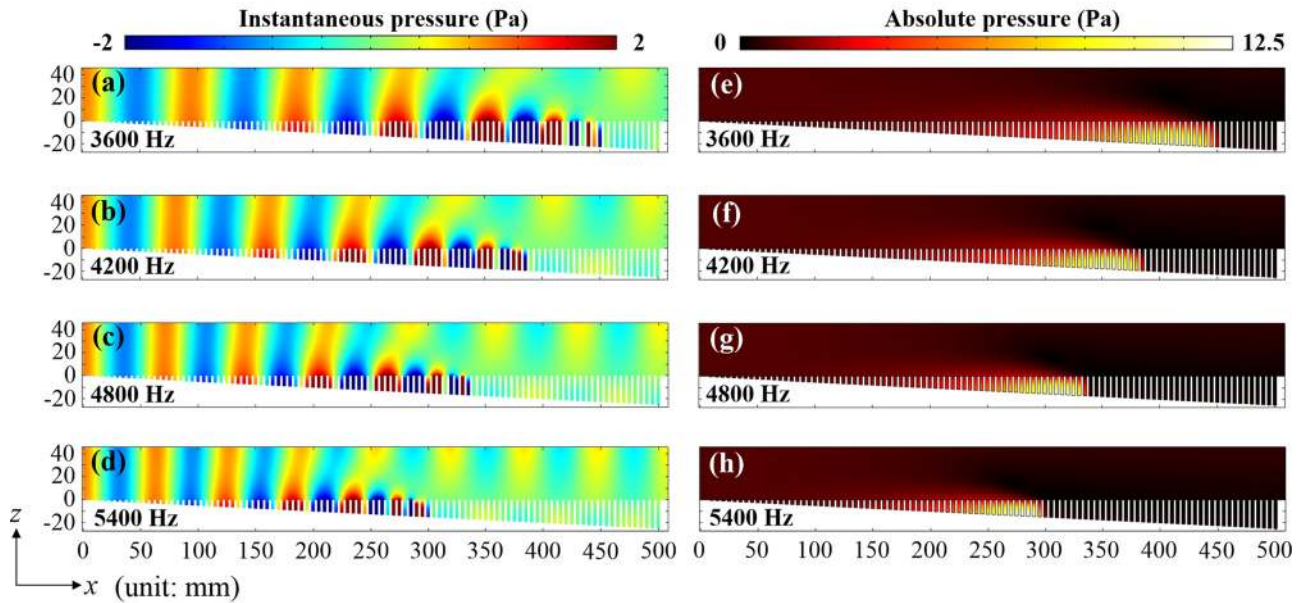 Instantaneous pressure (Pa)
-2 2
Absolute pressure (Pa)
0 12.5
40
20
0
-20
(a)
3600 Hz
(e)
3600 Hz
40
20
0
-20
(b)
4200 Hz
(f)
4200 Hz
40
20
0
-20
(c)
4800 Hz
(g)
4800 Hz
40
20
0
-20
(d)
5400 Hz
(h)
5400 Hz
0 50 100 150 200 250 300 350 400 450 500
0 50 100 150 200 250 300 350 400 450 500
z
x (unit: mm)